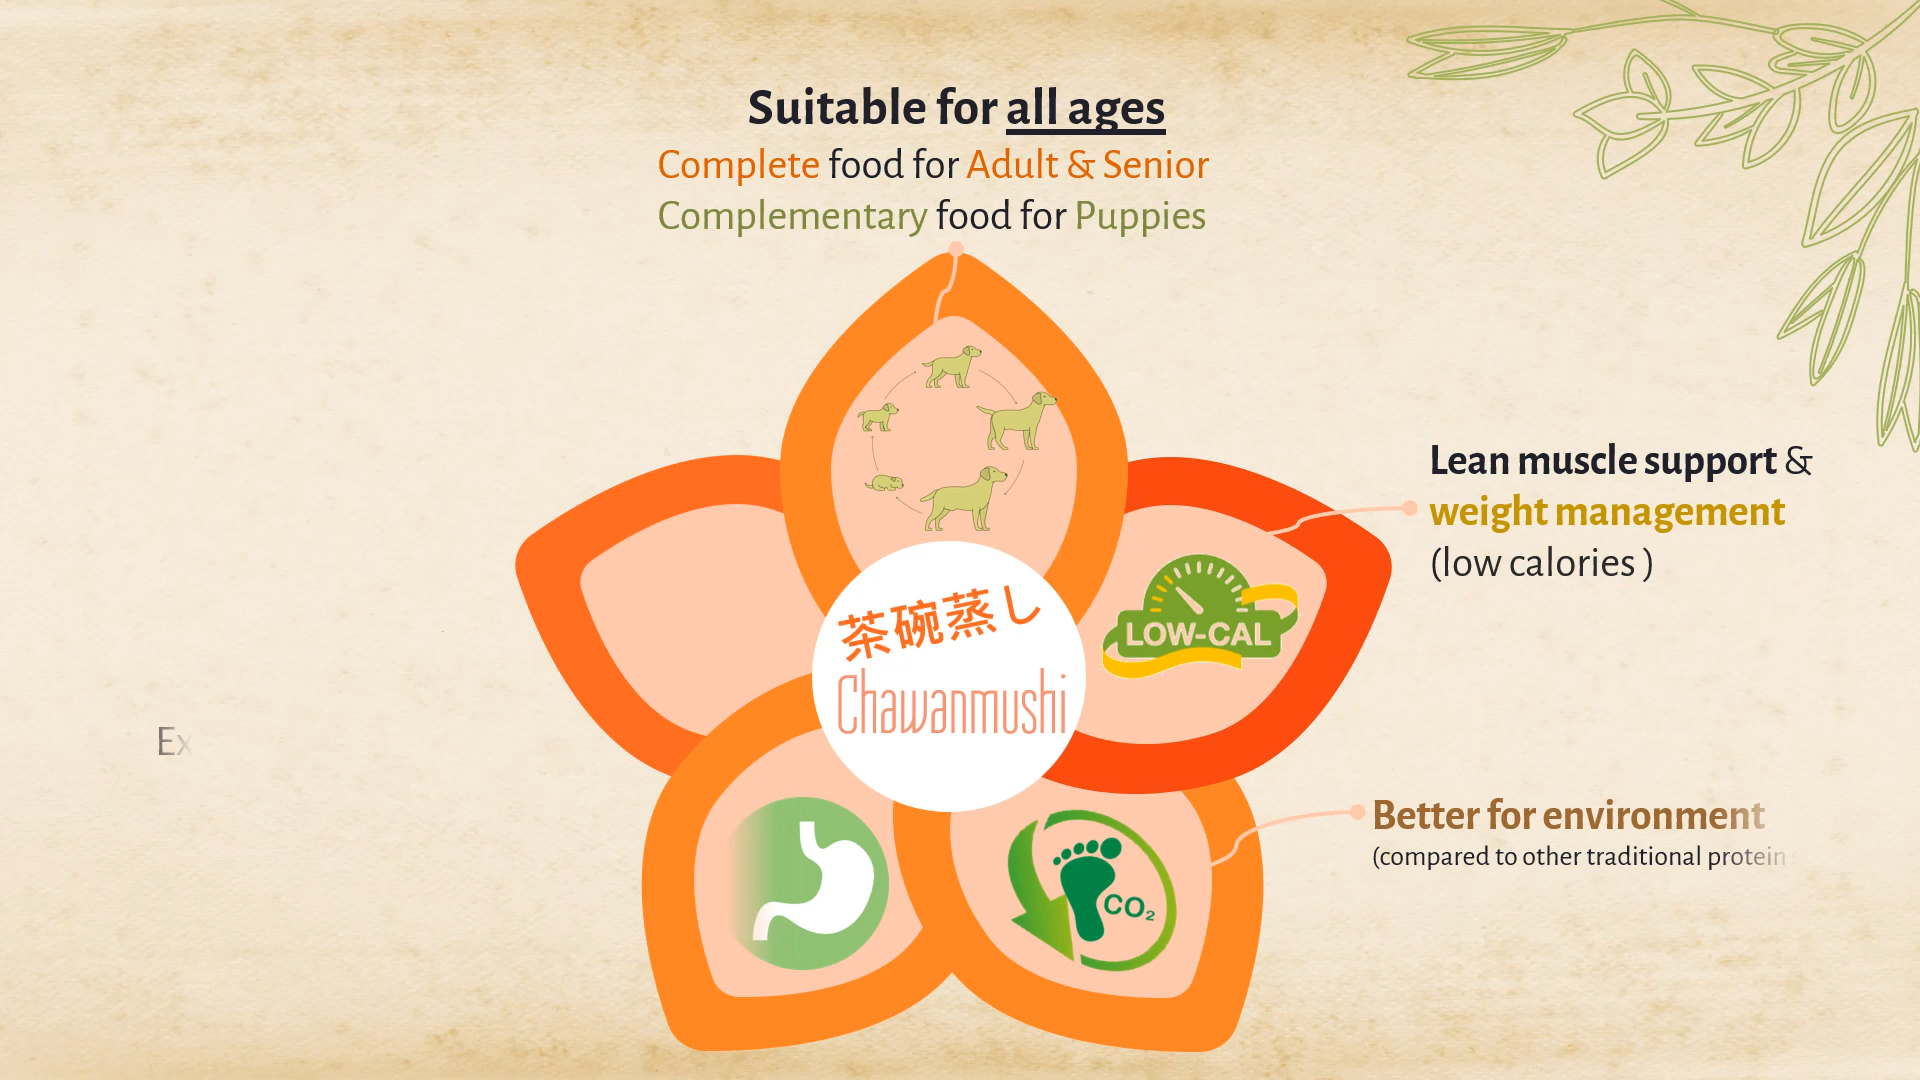 Suitable for all ages
Complete food for Adult & Senior
Complementary food for Puppies
Lean muscle support &
weight management
(low calories )
LOW-CAL
茶碗蒸し
Chawanmushi
Ex
Better for environment
(compared to other traditional protein
CO₂